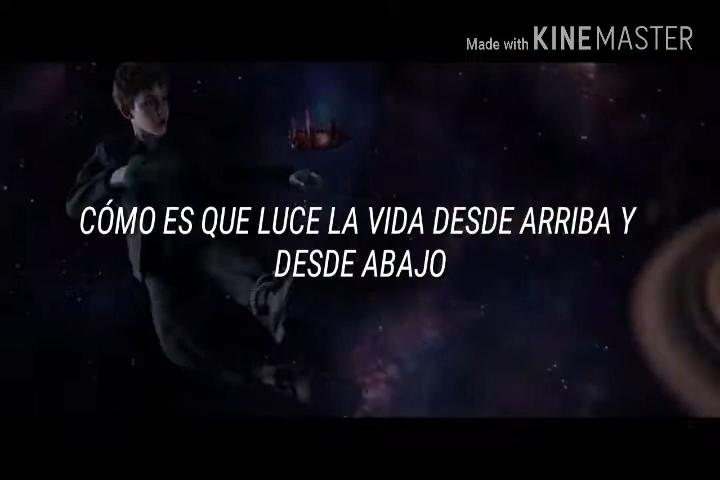 Made with KINEMASTER
CÓMO ES QUE LUCE LA VIDA DESDE ARRIBA Y
DESDE ABAJO